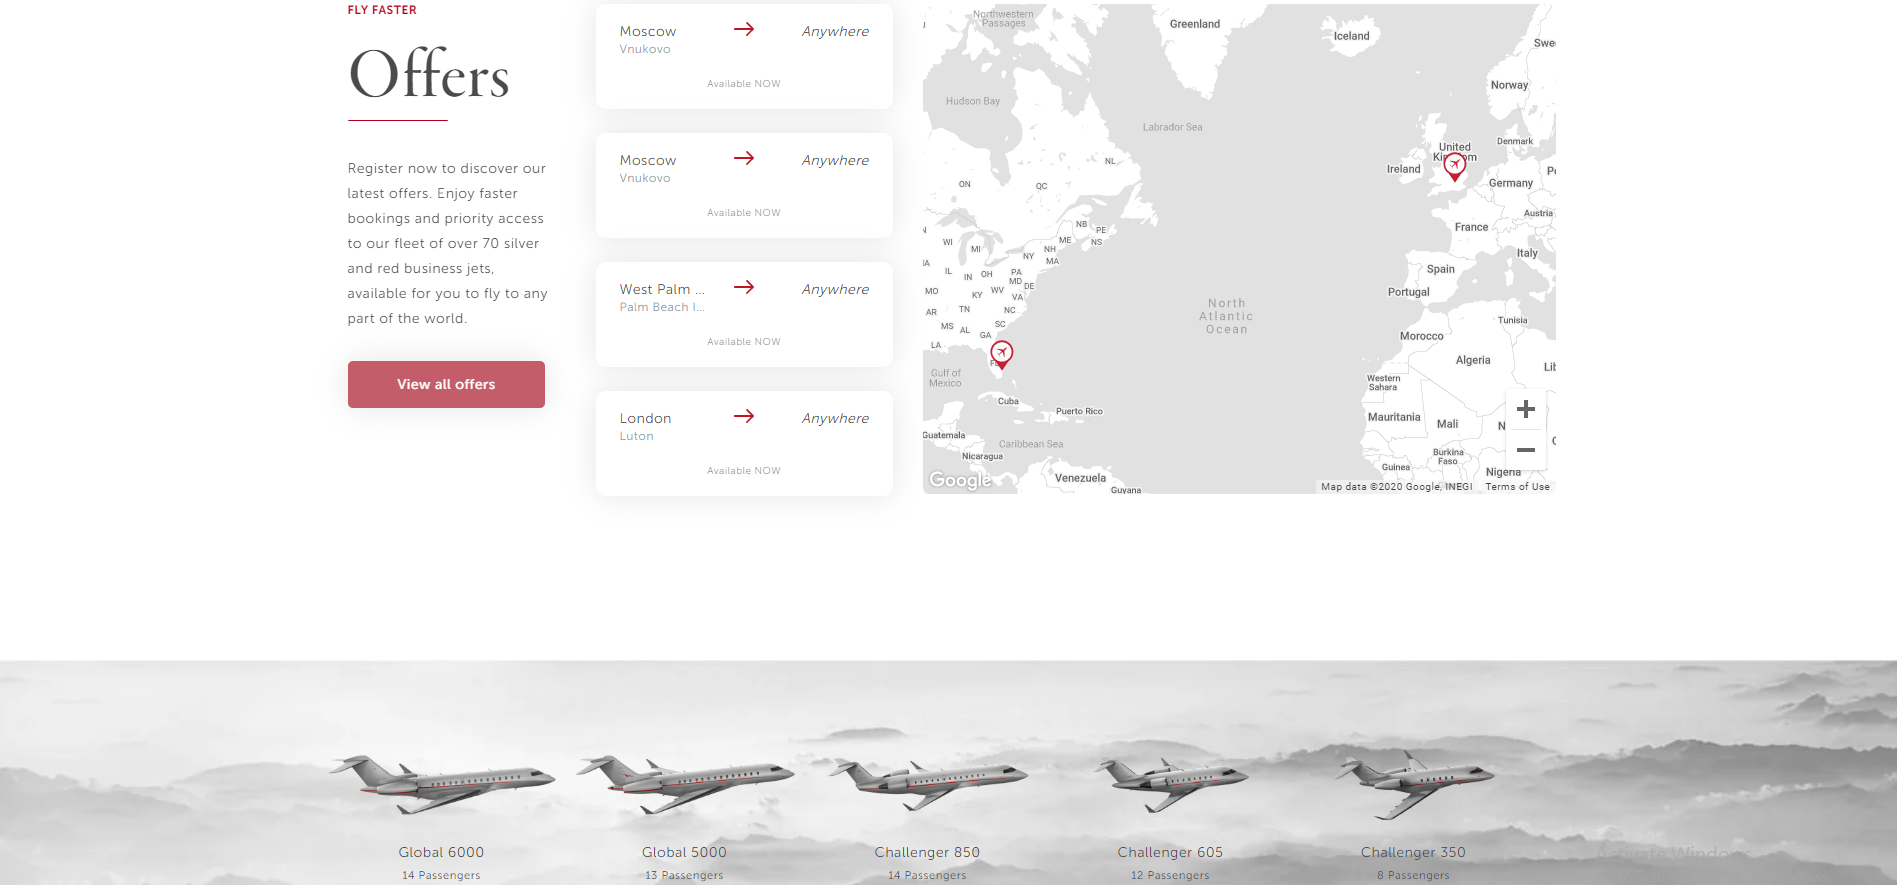 FLY FASTER
Offers
Register now to discover our
latest offers. Enjoy faster
bookings and priority access
to our fleet of over 70 silver
and red business jets,
available for you to fly to any
part of the world.
View all offers
Moscow
Anywhere
Vnukovo
Available NOW
Moscow
Anywhere
Vnukovo
Available NOW
West Palm ...
Anywhere
Palm Beach I...
Available NOW
London
Anywhere
Luton
Available NOW
Northwestern
Passages
Greenland
Iceland
Swe
Norway
Hudson Bay
Labrador Sea
Denmark
United
Kingdom
Ireland
NL
Germany
ON
QC
Austria
NB
PE
France
ME
NS
WI
MI
NH
NY
MA
Italy
IL
IN
OH
PA
Spain
MD
DE
MO
KY
WV
VA
Portugal
North
Atlantic
Ocean
AR
TN
NC
MS
AL
SC
GA
Tunisia
LA
Morocco
Algeria
Gulf of
Mexico
Western
Sahara
Cuba
Puerto Rico
Mauritania
Mali
Guatemala
Caribbean Sea
Nicaragua
Burkina
Faso
Guinea
Nigeria
Venezuela
Guyana
Google
Map data ©2020 Google, INEGI
Terms of Use
Global 6000
14 Passengers
Global 5000
13 Passengers
Challenger 850
14 Passengers
Challenger 605
12 Passengers
Challenger 350
8 Passengers
Activate Windows